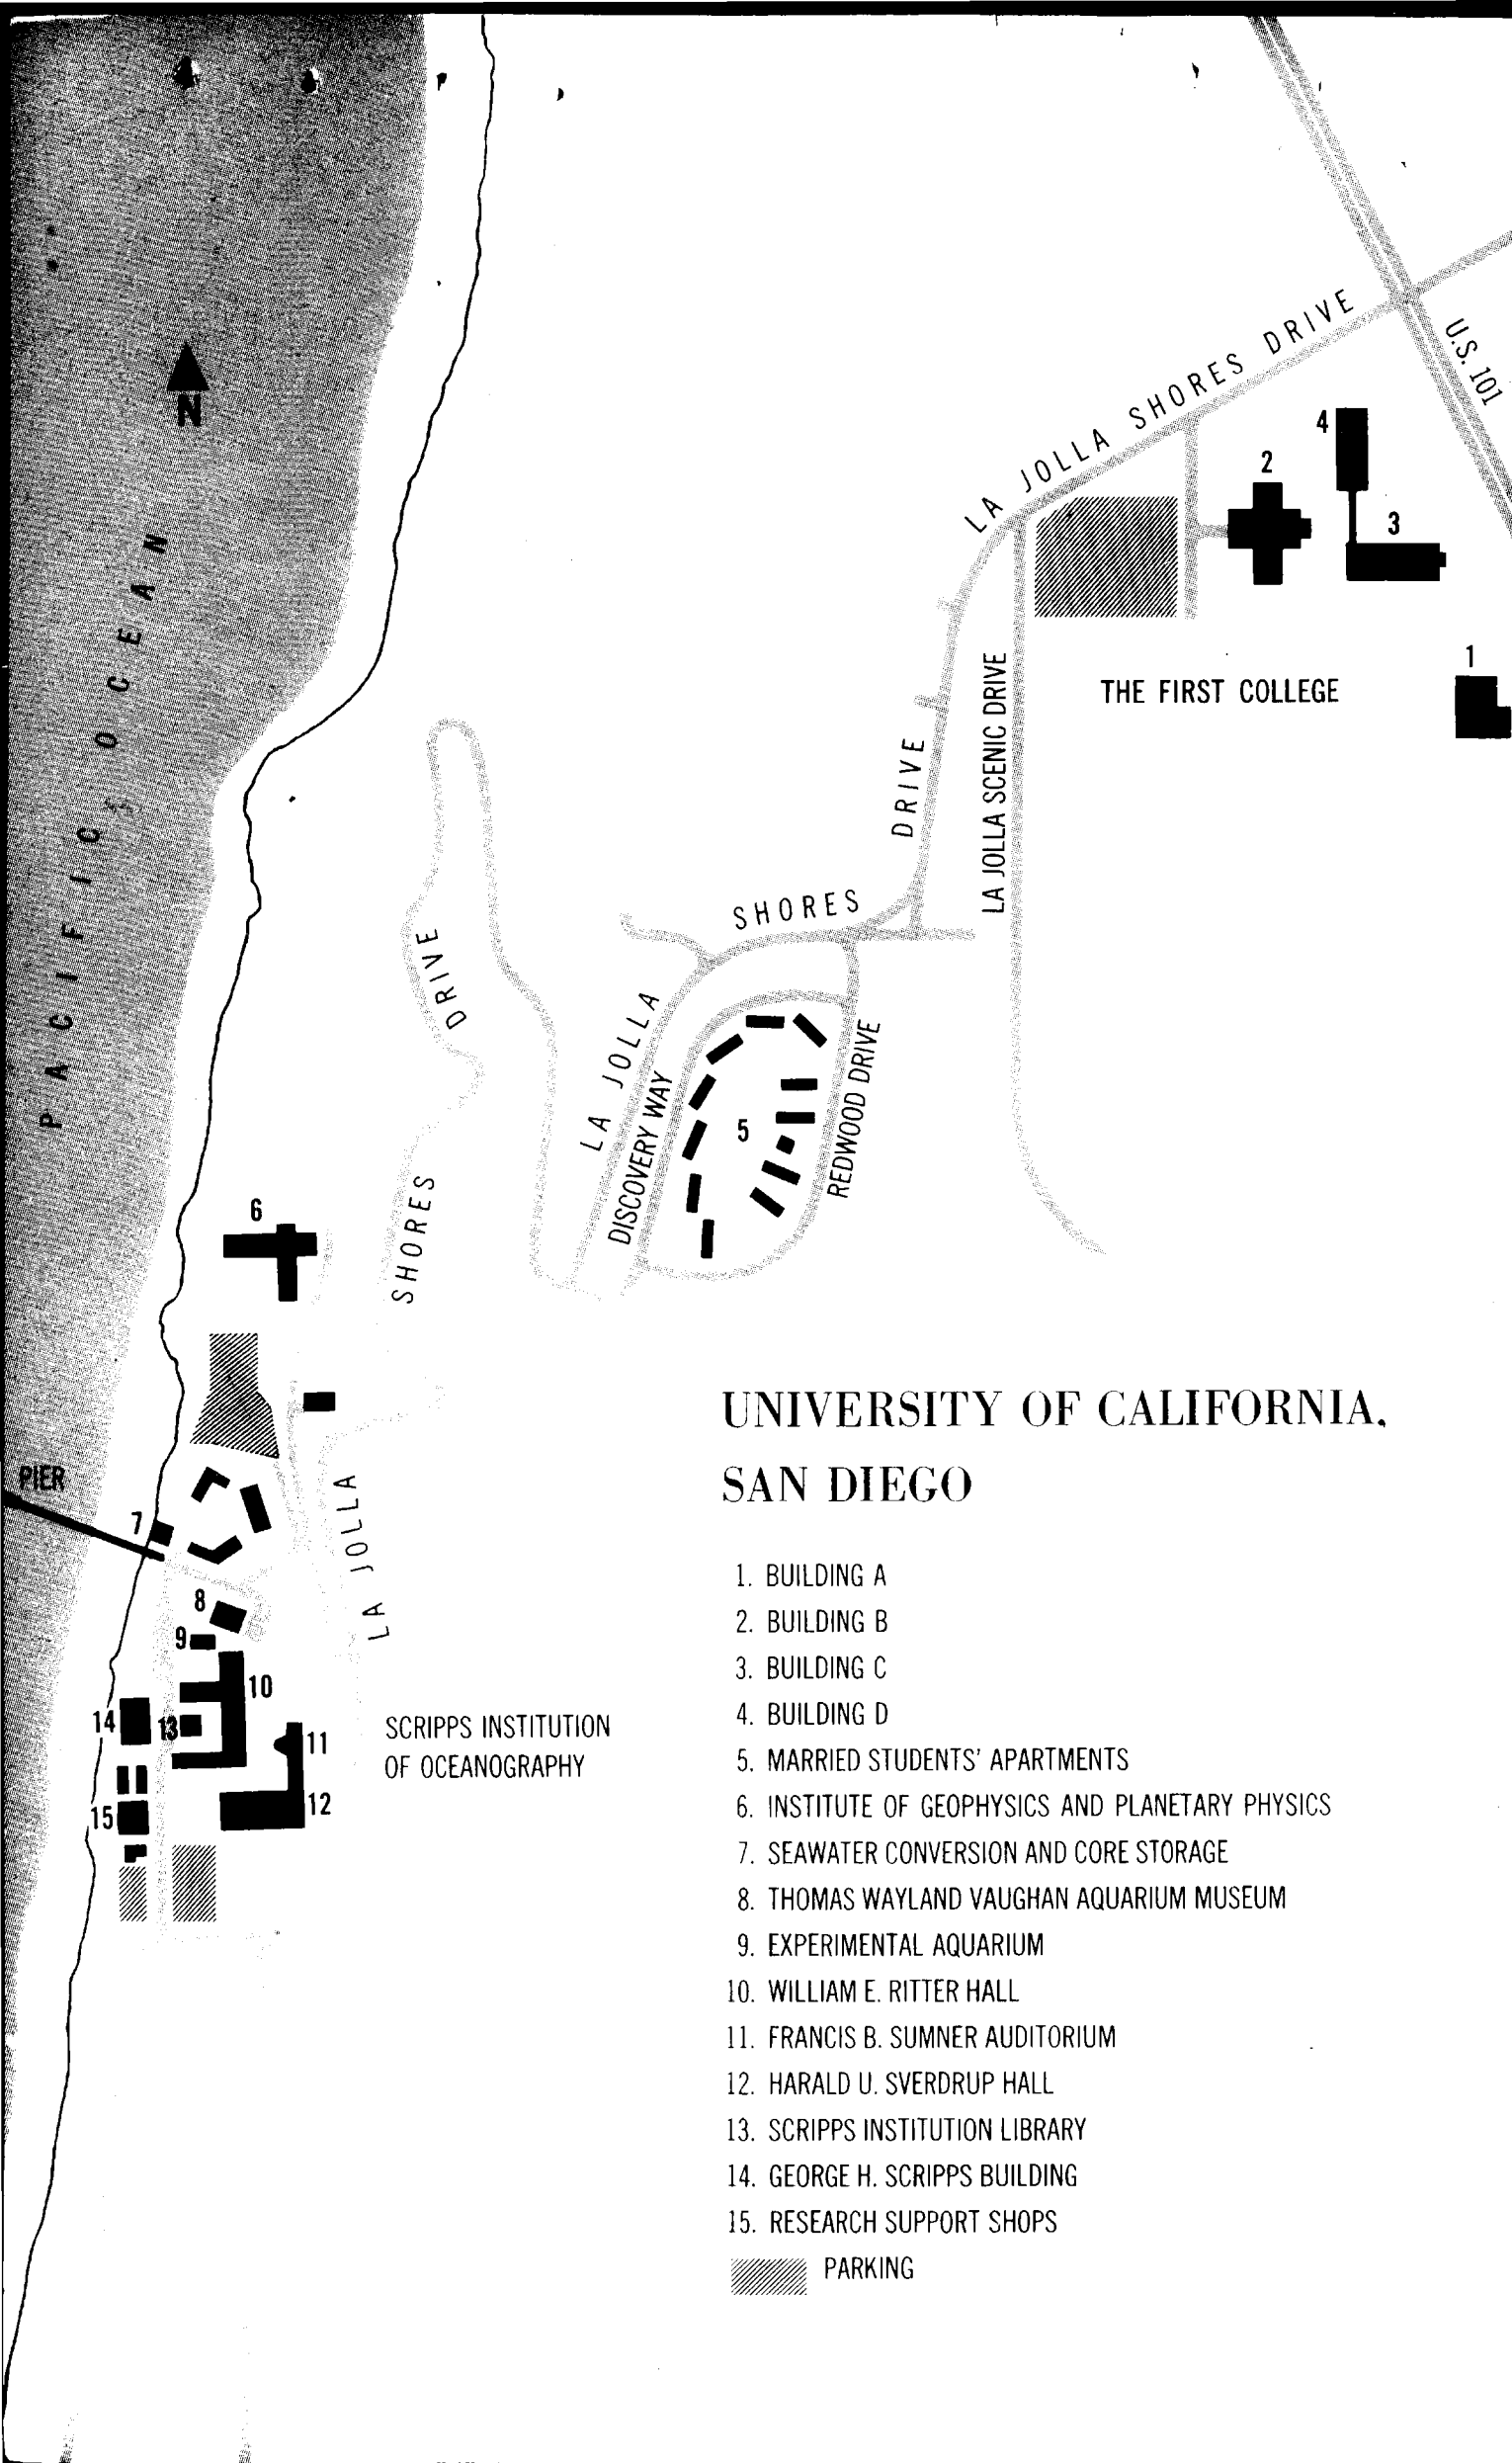 N
PACIFIC OCEAN
U.S. 101
LA JOLLA SHORES DRIVE
4
2
3
1
THE FIRST COLLEGE
LA JOLLA SCENIC DRIVE
LA JOLLA SHORES DRIVE
DISCOVERY WAY
5
REDWOOD DRIVE
LA JOLLA SHORES DRIVE
6
PIER
7
8
9
10
14
13
11
15
12
SCRIPPS INSTITUTION
OF OCEANOGRAPHY
UNIVERSITY OF CALIFORNIA,
SAN DIEGO
1. BUILDING A
2. BUILDING B
3. BUILDING C
4. BUILDING D
5. MARRIED STUDENTS' APARTMENTS
6. INSTITUTE OF GEOPHYSICS AND PLANETARY PHYSICS
7. SEAWATER CONVERSION AND CORE STORAGE
8. THOMAS WAYLAND VAUGHAN AQUARIUM MUSEUM
9. EXPERIMENTAL AQUARIUM
10. WILLIAM E. RITTER HALL
11. FRANCIS B. SUMNER AUDITORIUM
12. HARALD U. SVERDRUP HALL
13. SCRIPPS INSTITUTION LIBRARY
14. GEORGE H. SCRIPPS BUILDING
15. RESEARCH SUPPORT SHOPS
PARKING